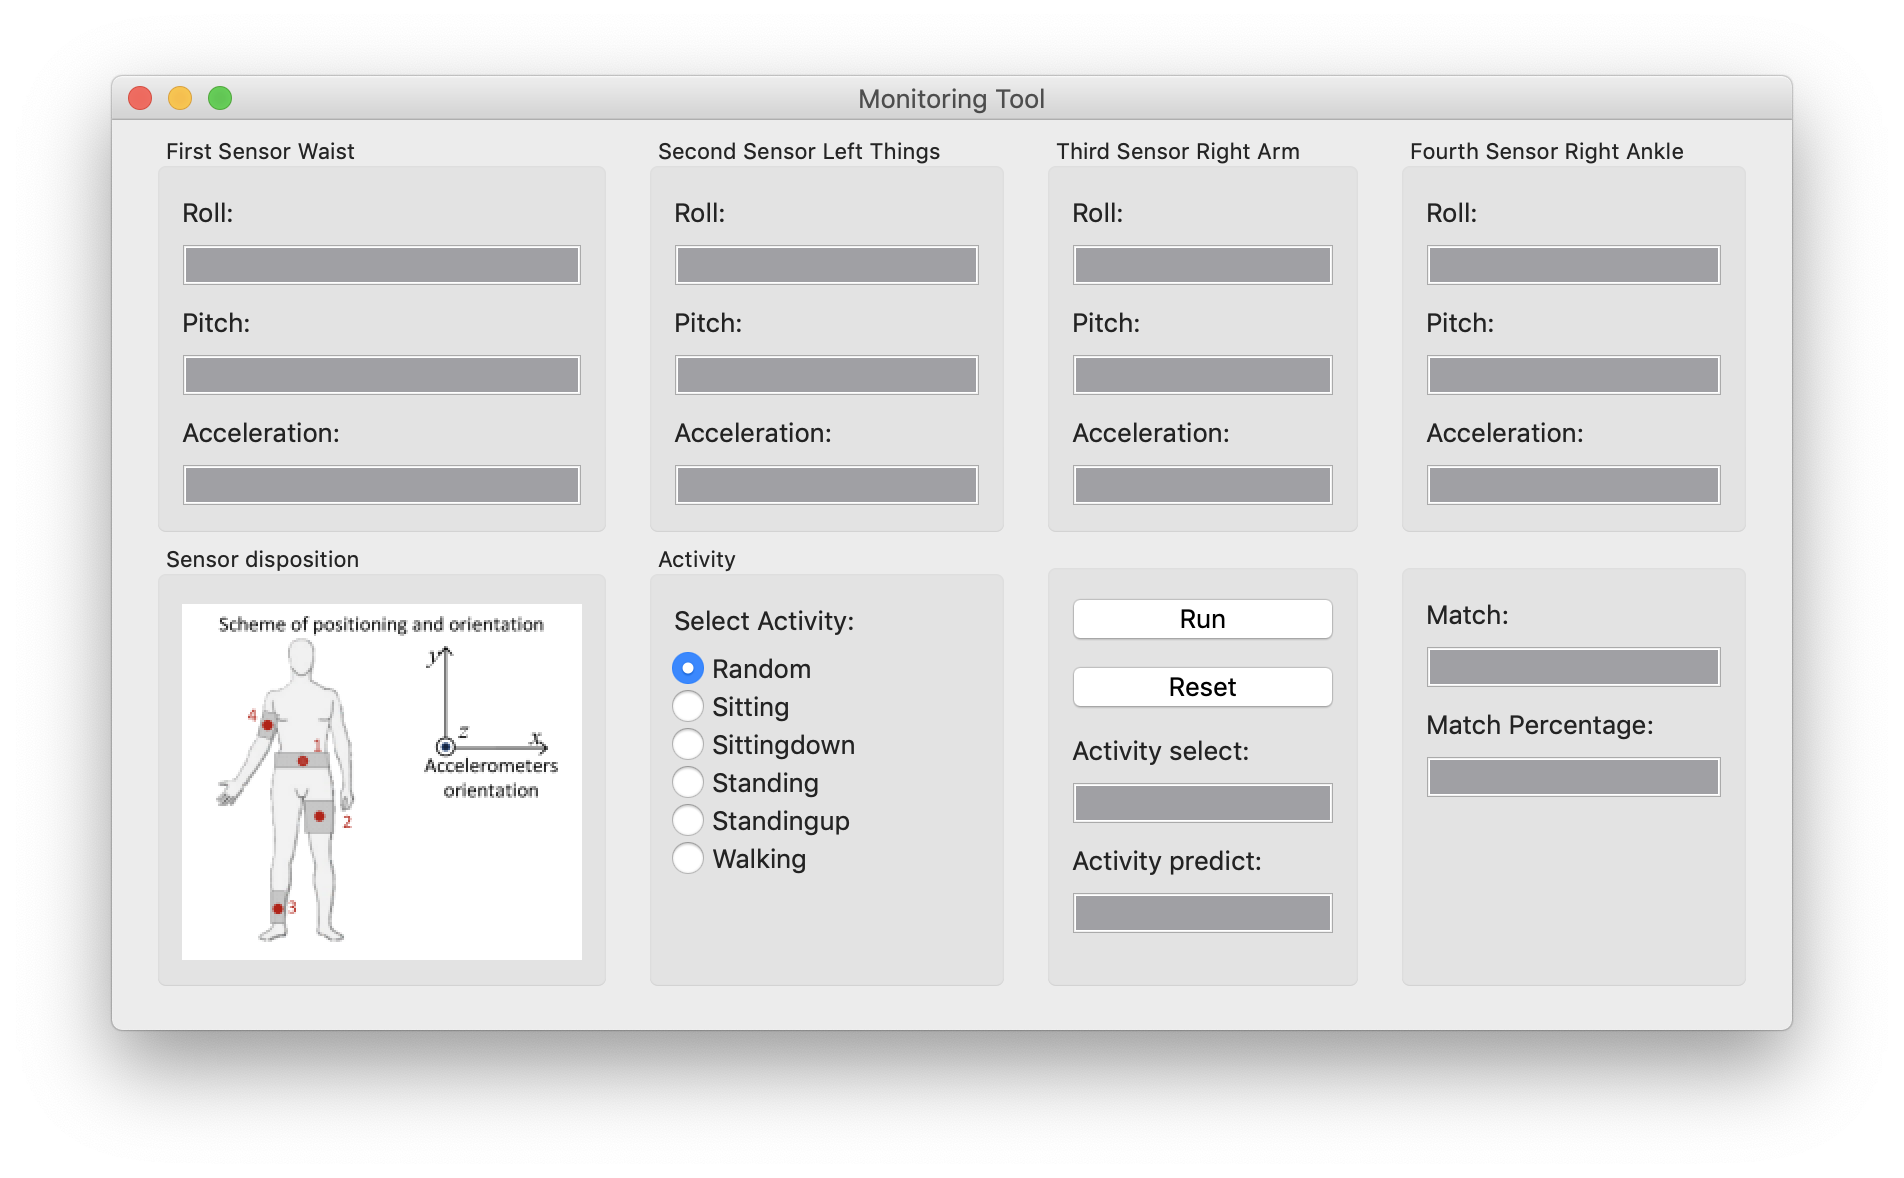 Monitoring Tool
First Sensor Waist
Roll:
Pitch:
Acceleration:
Second Sensor Left Things
Roll:
Pitch:
Acceleration:
Third Sensor Right Arm
Roll:
Pitch:
Acceleration:
Fourth Sensor Right Ankle
Roll:
Pitch:
Acceleration:
Sensor disposition
Scheme of positioning and orientation
y
4
z
x
1
Accelerometers
orientation
2
3
Activity
Select Activity:
Random
Sitting
Sittingdown
Standing
Standingup
Walking
Run
Reset
Activity select:
Activity predict:
Match:
Match Percentage: